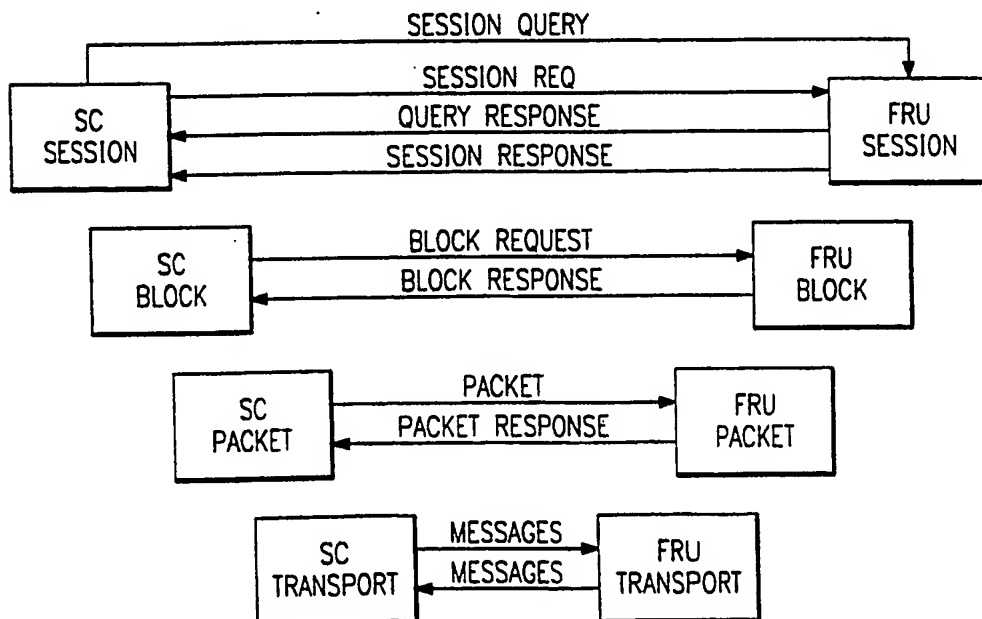 SESSION QUERY
SC
SESSION
SESSION REQ
QUERY RESPONSE
SESSION RESPONSE
FRU
SESSION
SC
BLOCK
BLOCK REQUEST
BLOCK RESPONSE
FRU
BLOCK
SC
PACKET
PACKET
PACKET RESPONSE
FRU
PACKET
SC
TRANSPORT
MESSAGES
MESSAGES
FRU
TRANSPORT